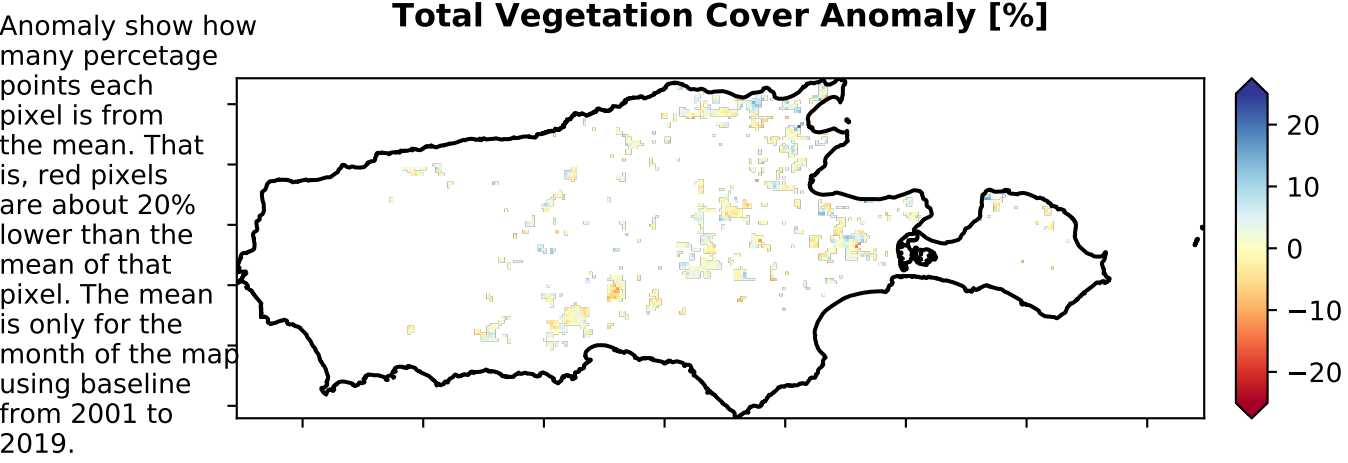 Total Vegetation Cover Anomaly [%]
Anomaly show how
many percetage
points each
pixel is from
the mean. That
is, red pixels
are about 20%
lower than the
mean of that
pixel. The mean
is only for the
month of the map
using baseline
from 2001 to
2019.
20
10
0
−10
−20